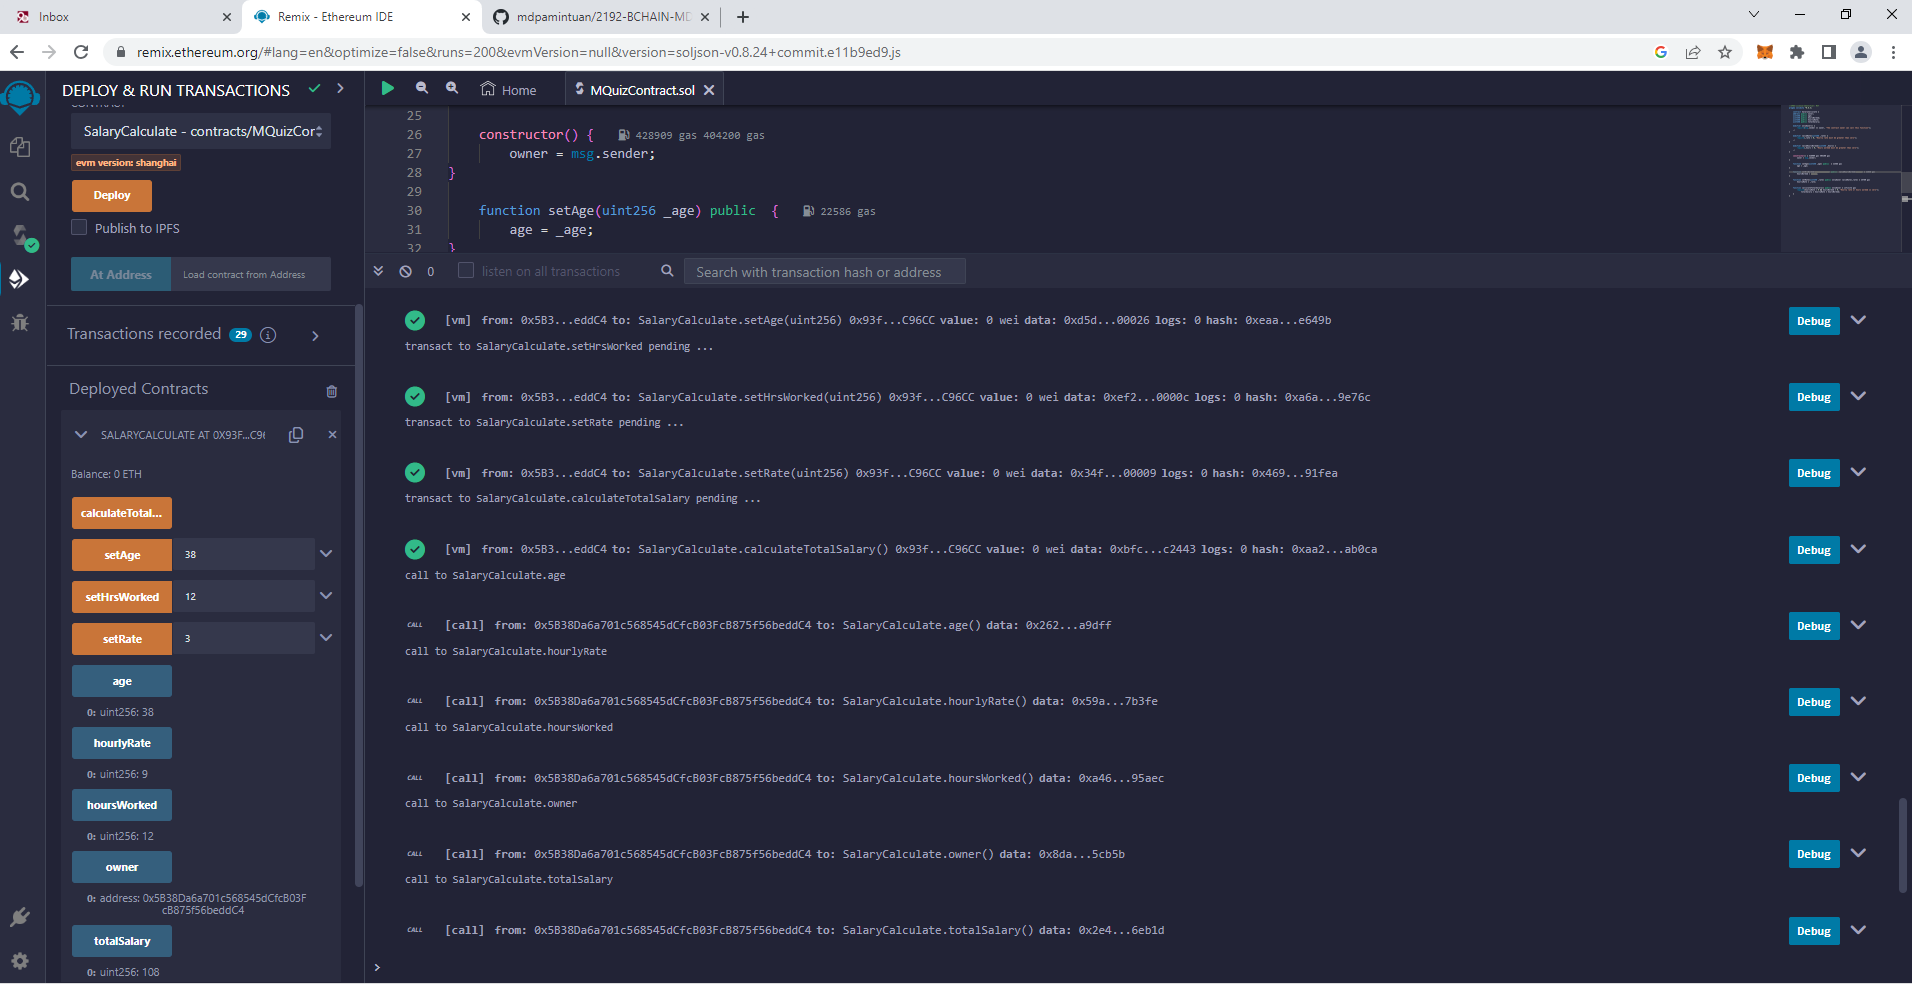 Inbox
Remix - Ethereum IDE
mdpamintuan/2192-BCHAIN-MD
remix.ethereum.org/#lang=en&optimize=false&runs=200&evmVersion=null&version=soljson-v0.8.24+commit.e11b9ed9.js
DEPLOY & RUN TRANSACTIONS
CONTRACT
SalaryCalculate - contracts/MQuizCor
evm version: shanghai
Deploy
Publish to IPFS
At Address Load contract from Address
Transactions recorded 29 i
Deployed Contracts
SALARYCALCULATE AT 0X93F...C96
Balance: 0 ETH
calculateTotal...
setAge 38
setHrsWorked 12
setRate 3
age
0: uint256: 38
hourlyRate
0: uint256: 9
hoursWorked
0: uint256: 12
owner
0: address: 0x5B38Da6a701c568545dCfcB03F
cB875f56beddC4
totalSalary
0: uint256: 108
Home
MQuizContract.sol
25
26 constructor() { 428909 gas 404200 gas
27 owner = msg.sender;
28 }
29
30 function setAge(uint256 _age) public { 22586 gas
31 age = _age;
32 }
0 listen on all transactions Search with transaction hash or address
[vm] from: 0x5B3...eddC4 to: SalaryCalculate.setAge(uint256) 0x93f...C96CC value: 0 wei data: 0xd5d...00026 logs: 0 hash: 0xeaa...e649b Debug
transact to SalaryCalculate.setHrsWorked pending ...
[vm] from: 0x5B3...eddC4 to: SalaryCalculate.setHrsWorked(uint256) 0x93f...C96CC value: 0 wei data: 0xef2...0000c logs: 0 hash: 0xa6a...9e76c Debug
transact to SalaryCalculate.setRate pending ...
[vm] from: 0x5B3...eddC4 to: SalaryCalculate.setRate(uint256) 0x93f...C96CC value: 0 wei data: 0x34f...00009 logs: 0 hash: 0x469...91fea Debug
transact to SalaryCalculate.calculateTotalSalary pending ...
[vm] from: 0x5B3...eddC4 to: SalaryCalculate.calculateTotalSalary() 0x93f...C96CC value: 0 wei data: 0xbfc...c2443 logs: 0 hash: 0xaa2...ab0ca Debug
call to SalaryCalculate.age
CALL [call] from: 0x5B38Da6a701c568545dCfcB03FcB875f56beddC4 to: SalaryCalculate.age() data: 0x262...a9dff Debug
call to SalaryCalculate.hourlyRate
CALL [call] from: 0x5B38Da6a701c568545dCfcB03FcB875f56beddC4 to: SalaryCalculate.hourlyRate() data: 0x59a...7b3fe Debug
call to SalaryCalculate.hoursWorked
CALL [call] from: 0x5B38Da6a701c568545dCfcB03FcB875f56beddC4 to: SalaryCalculate.hoursWorked() data: 0xa46...95aec Debug
call to SalaryCalculate.owner
CALL [call] from: 0x5B38Da6a701c568545dCfcB03FcB875f56beddC4 to: SalaryCalculate.owner() data: 0x8da...5cb5b Debug
call to SalaryCalculate.totalSalary
CALL [call] from: 0x5B38Da6a701c568545dCfcB03FcB875f56beddC4 to: SalaryCalculate.totalSalary() data: 0x2e4...6eb1d Debug
>